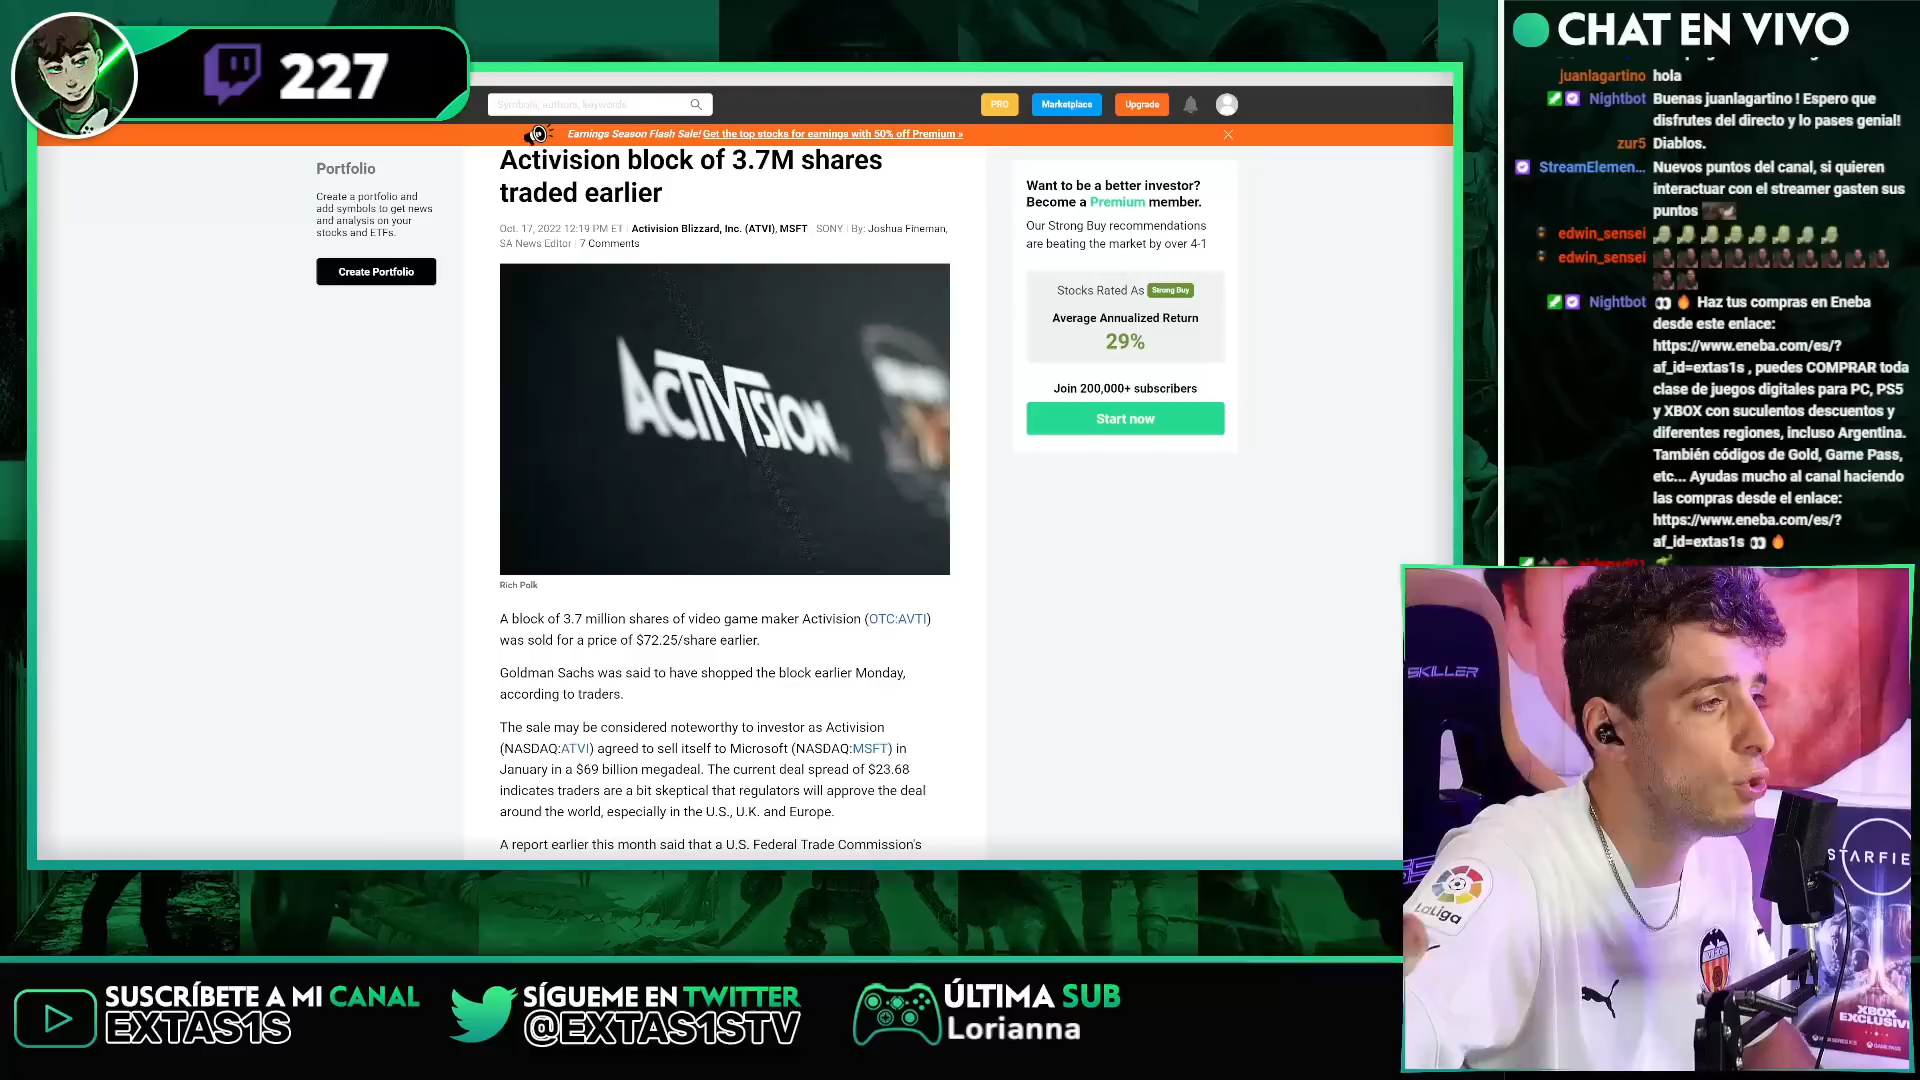 227
Symbols, authors, keywords
PRO
Marketplace
Upgrade
Earnings Season Flash Sale! Get the top stocks for earnings with 50% off Premium »
Portfolio
Create a portfolio and
add symbols to get news
and analysis on your
stocks and ETFs.
Create Portfolio
Activision block of 3.7M shares
traded earlier
Oct. 17, 2022 12:19 PM ET | Activision Blizzard, Inc. (ATVI), MSFT SONY | By: Joshua Fineman,
SA News Editor | 7 Comments
ACTIVISION
Rich Polk
A block of 3.7 million shares of video game maker Activision (OTC:AVTI)
was sold for a price of $72.25/share earlier.
Goldman Sachs was said to have shopped the block earlier Monday,
according to traders.
The sale may be considered noteworthy to investor as Activision
(NASDAQ:ATVI) agreed to sell itself to Microsoft (NASDAQ:MSFT) in
January in a $69 billion megadeal. The current deal spread of $23.68
indicates traders are a bit skeptical that regulators will approve the deal
around the world, especially in the U.S., U.K. and Europe.
A report earlier this month said that a U.S. Federal Trade Commission's
Want to be a better investor?
Become a Premium member.
Our Strong Buy recommendations
are beating the market by over 4-1
Stocks Rated As Strong Buy
Average Annualized Return
29%
Join 200,000+ subscribers
Start now
CHAT EN VIVO
juanlagartino hola
Nightbot Buenas juanlagartino ! Espero que
disfrutes del directo y lo pases genial!
zur5 Diablos.
StreamElemen... Nuevos puntos del canal, si quieren
interactuar con el streamer gasten sus
puntos
edwin_sensei
edwin_sensei
Nightbot Haz tus compras en Eneba
desde este enlace:
https://www.eneba.com/es/?
af_id=extas1s , puedes COMPRAR toda
clase de juegos digitales para PC, PS5
y XBOX con suculentos descuentos y
diferentes regiones, incluso Argentina.
También códigos de Gold, Game Pass,
etc... Ayudas mucho al canal haciendo
las compras desde el enlace:
https://www.eneba.com/es/?
af_id=extas1s
SKILLER
LaLiga
STARFIE
XBOX
EXCLUSIV
SUSCRÍBETE A MI CANAL
EXTAS1S
SÍGUEME EN TWITTER
@EXTAS1STV
ÚLTIMA SUB
Lorianna